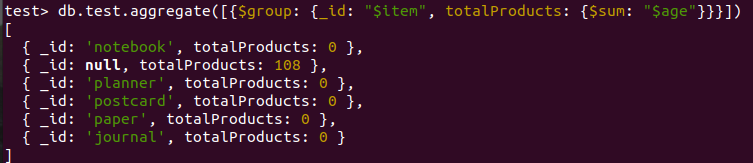 test> db.test.aggregate([{$group: {_id: "$item", totalProducts: {$sum: "$age"}}}])
[
  { _id: 'notebook', totalProducts: 0 },
  { _id: null, totalProducts: 108 },
  { _id: 'planner', totalProducts: 0 },
  { _id: 'postcard', totalProducts: 0 },
  { _id: 'paper', totalProducts: 0 },
  { _id: 'journal', totalProducts: 0 }
]